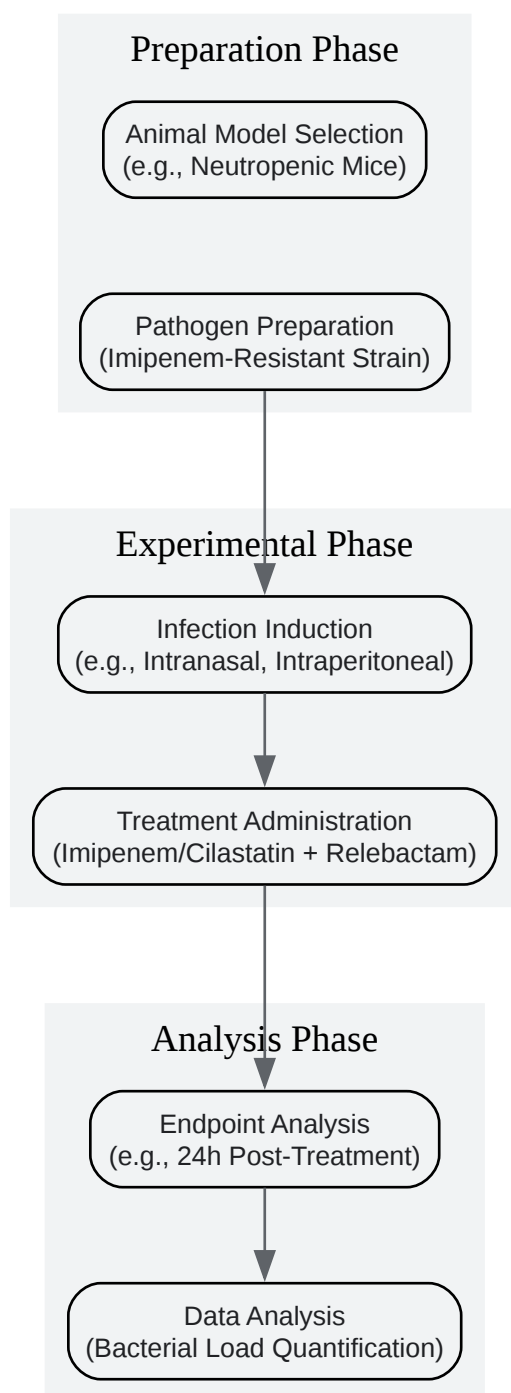 Preparation Phase
Animal Model Selection
(e.g., Neutropenic Mice)
Pathogen Preparation
(Imipenem-Resistant Strain)
Experimental Phase
Infection Induction
(e.g., Intranasal, Intraperitoneal)
Treatment Administration
(Imipenem/Cilastatin + Relebactam)
Analysis Phase
Endpoint Analysis
(e.g., 24h Post-Treatment)
Data Analysis
(Bacterial Load Quantification)